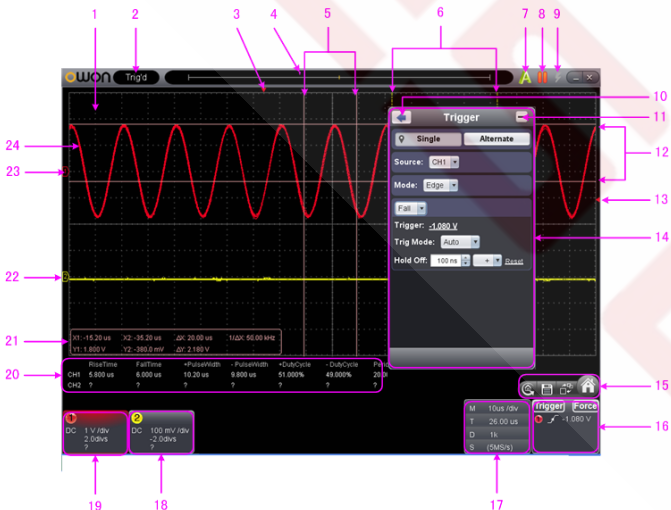 1 2 3 4 5 6 7 8 9
OWON Trig'd
10 Trigger 11
Single Alternate
12
24 Source: CH1
23 Mode: Edge
13
Fall
Trigger: -1.080 V
14
Trig Mode: Auto
Hold Off: 100 ns + Reset
22 2
21 X1: -15.20 us X2: -35.20 us ΔX: 20.00 us 1/ΔX: 50.00 kHz
Y1: 1.800 V Y2: -380.0 mV ΔY: 2.180 V
RiseTime FallTime +PulseWidth - PulseWidth +DutyCycle - DutyCycle
20 CH1 5.800 us 6.000 us 10.20 us 9.800 us 51.000% 49.000%
CH2 ? ? ? ? ? ? ?
15
1 2 M 10us /div Trigger Force
DC 1 V /div DC 100 mV /div T 26.00 us -1.080 V 16
2.0divs -2.0divs D 1k
S (5MS/s)
19 18 17